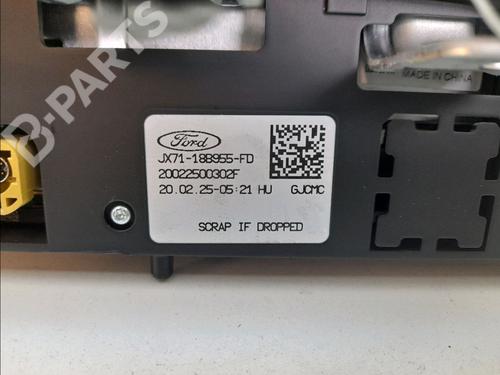 MADE IN CHINA
Ford
JX71-18B955-FD
20022500302F
20.02.25-05:21 HU GJCMC
SCRAP IF DROPPED
B-PARTS